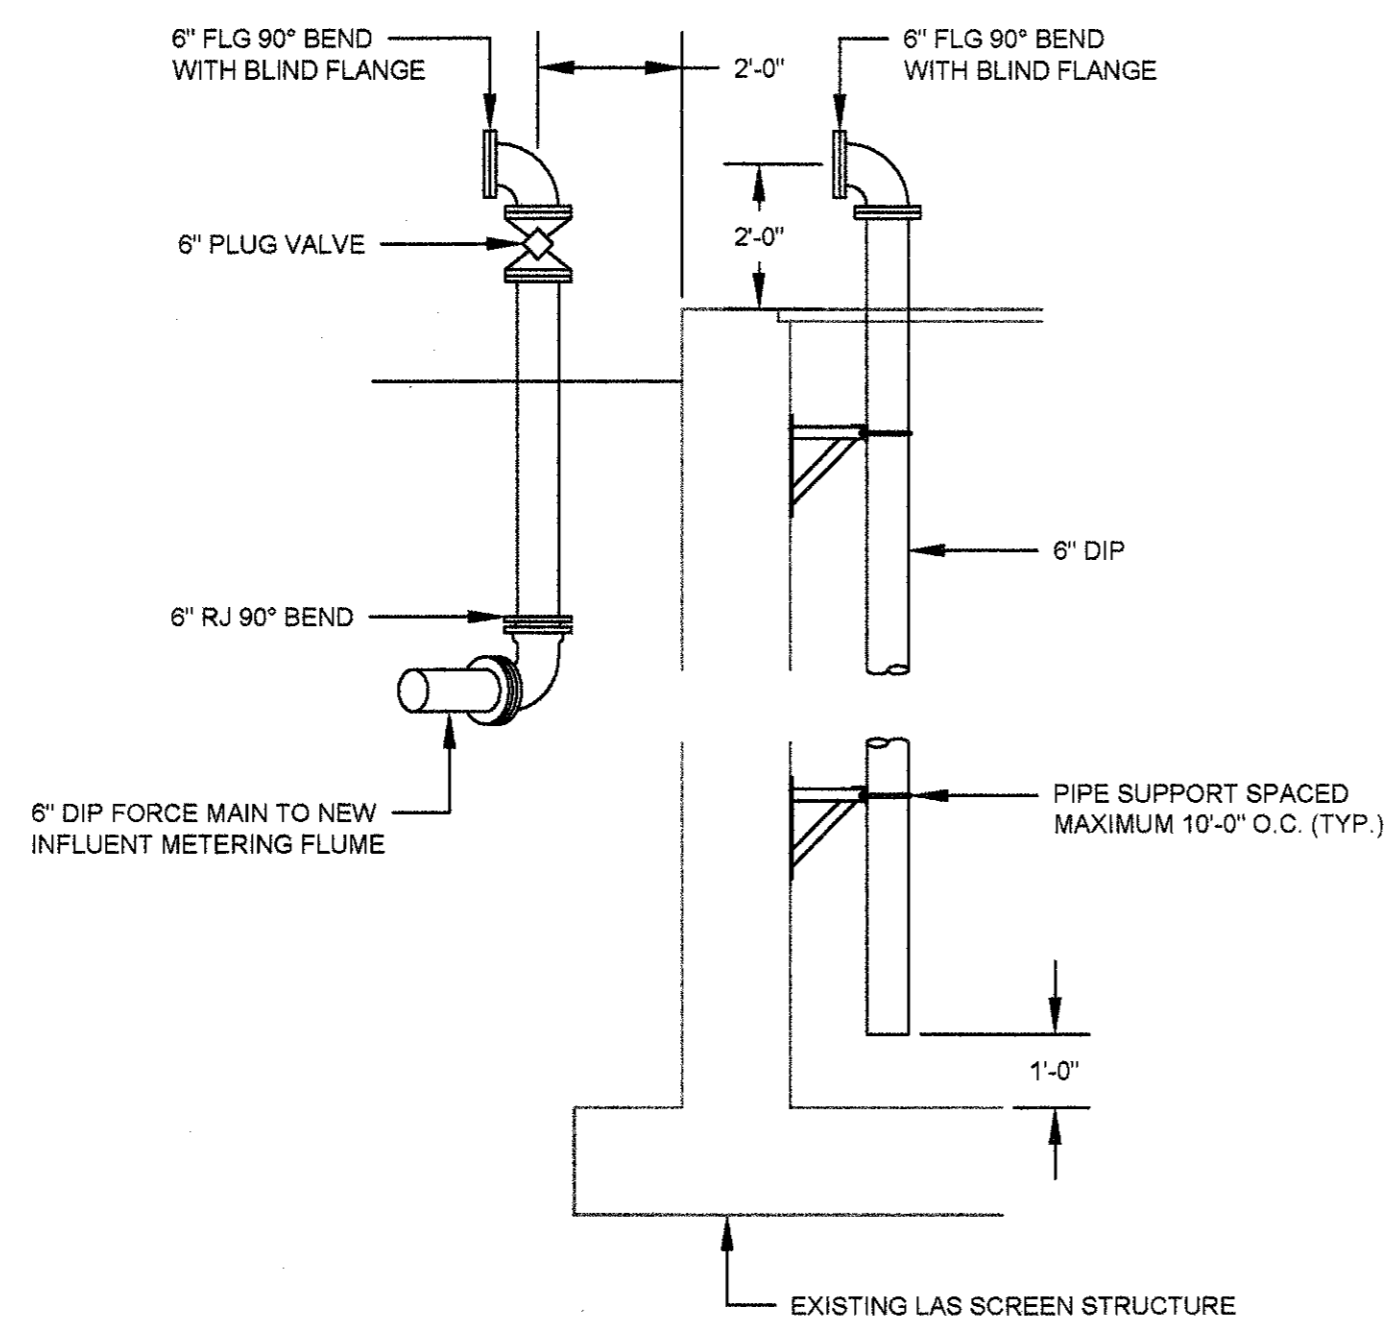 6" FLG 90° BEND
WITH BLIND FLANGE
2'-0"
6" FLG 90° BEND
WITH BLIND FLANGE
6" PLUG VALVE
2'-0"
6" DIP
6" RJ 90° BEND
6" DIP FORCE MAIN TO NEW
INFLUENT METERING FLUME
PIPE SUPPORT SPACED
MAXIMUM 10'-0" O.C. (TYP.)
1'-0"
EXISTING LAS SCREEN STRUCTURE